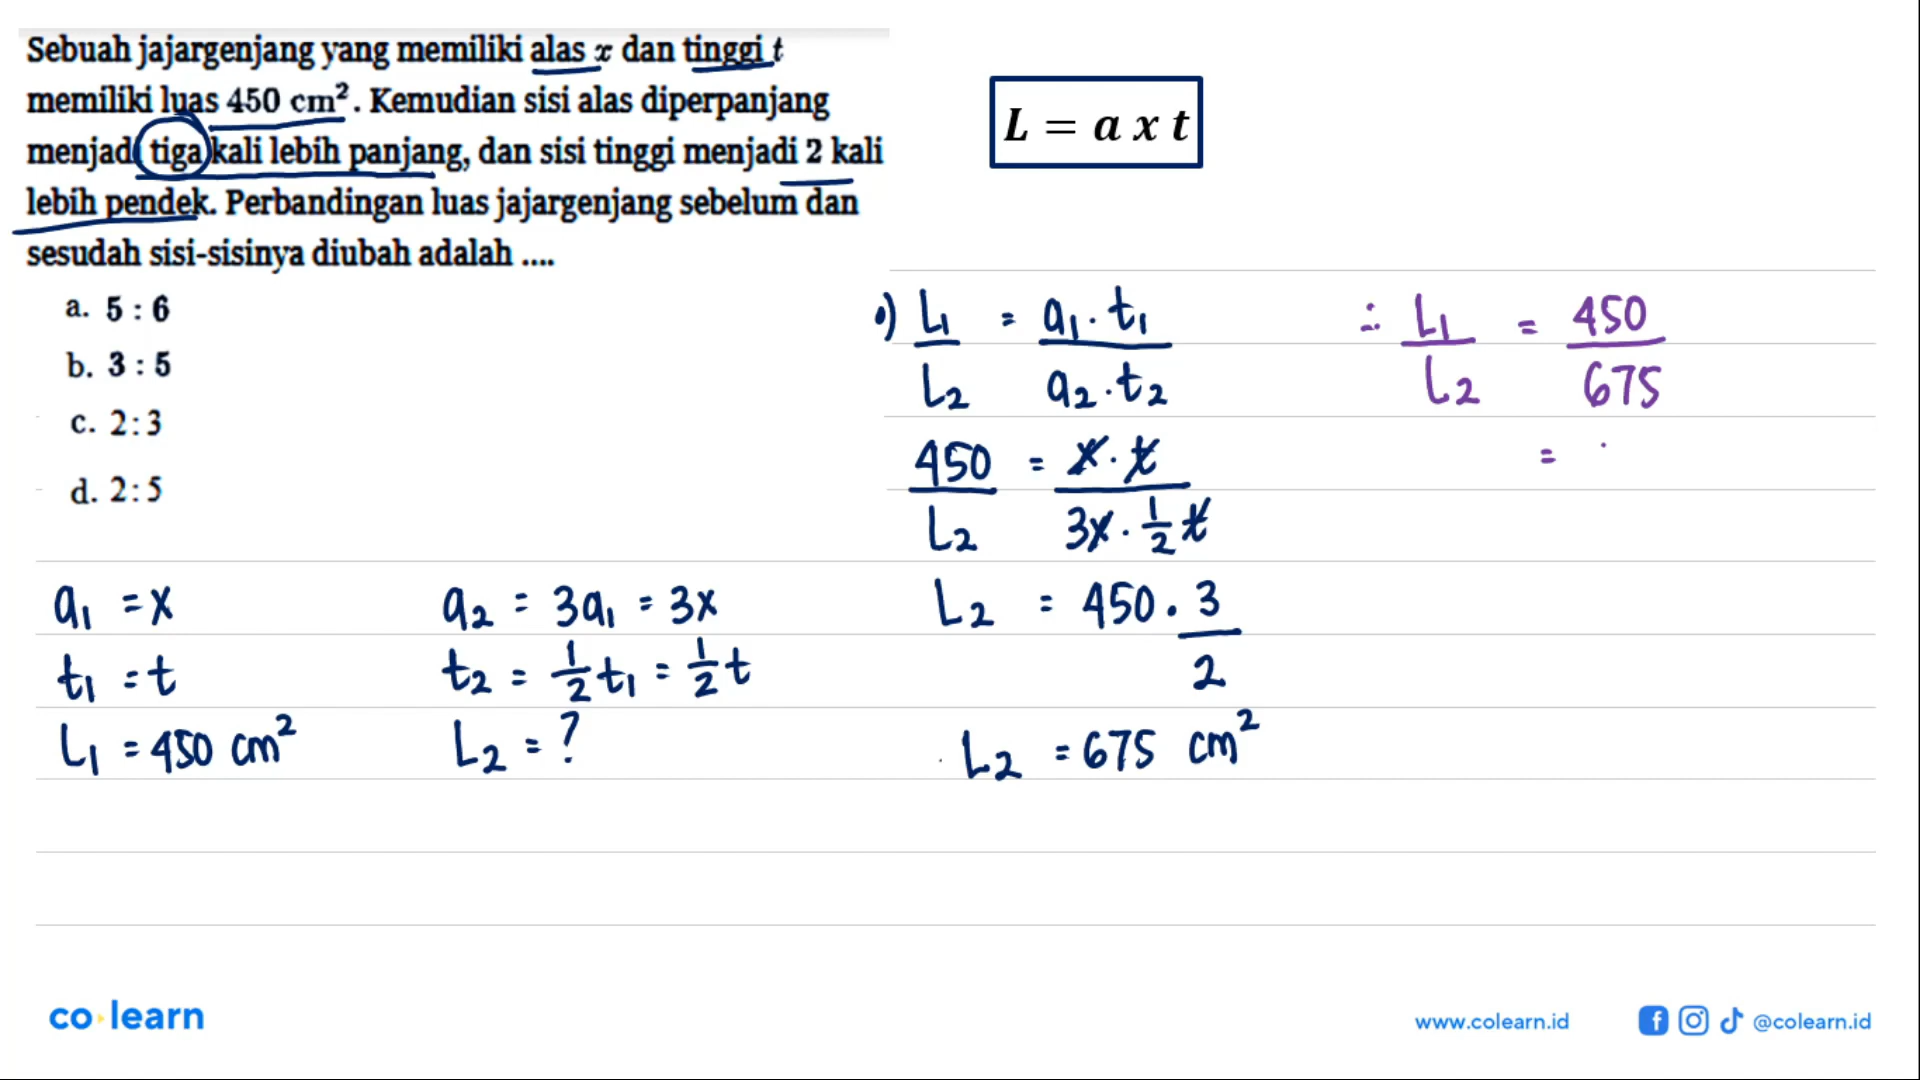 Sebuah jajargenjang yang memiliki alas x dan tinggi t
memiliki luas 450 cm². Kemudian sisi alas diperpanjang
menjadi tiga kali lebih panjang, dan sisi tinggi menjadi 2 kali
lebih pendek. Perbandingan luas jajargenjang sebelum dan
sesudah sisi-sisinya diubah adalah ....
a. 5 : 6
b. 3 : 5
c. 2 : 3
d. 2 : 5
a₁ = x
t₁ = t
L₁ = 450 cm²
a₂ = 3a₁ = 3x
t₂ = 1/2 t₁ = 1/2 t
L₂ = ?
L = a x t
•) L₁/L₂ = a₁ . t₁ / a₂ . t₂
450/L₂ = x . t / 3x . 1/2 t
L₂ = 450 . 3/2
L₂ = 675 cm²
∴ L₁/L₂ = 450/675
=
co learn
www.colearn.id
@colearn.id